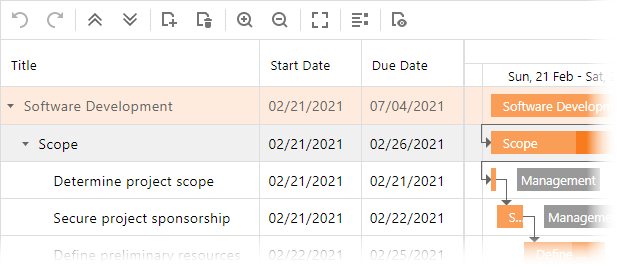 Title Start Date Due Date
Sun, 21 Feb - Sat,
Software Development 02/21/2021 07/04/2021 Software Develop
Scope 02/21/2021 02/26/2021 Scope
Determine project scope 02/21/2021 02/21/2021 Management
Secure project sponsorship 02/21/2021 02/22/2021 S... Manageme
Define preliminary resources 02/22/2021 02/25/2021 Define